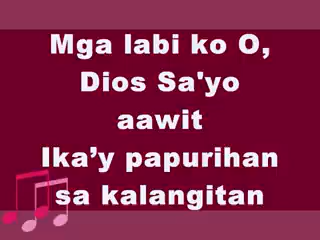 Mga labi ko O,
Dios Sa'yo
aawit
Ika’y papurihan
sa kalangitan